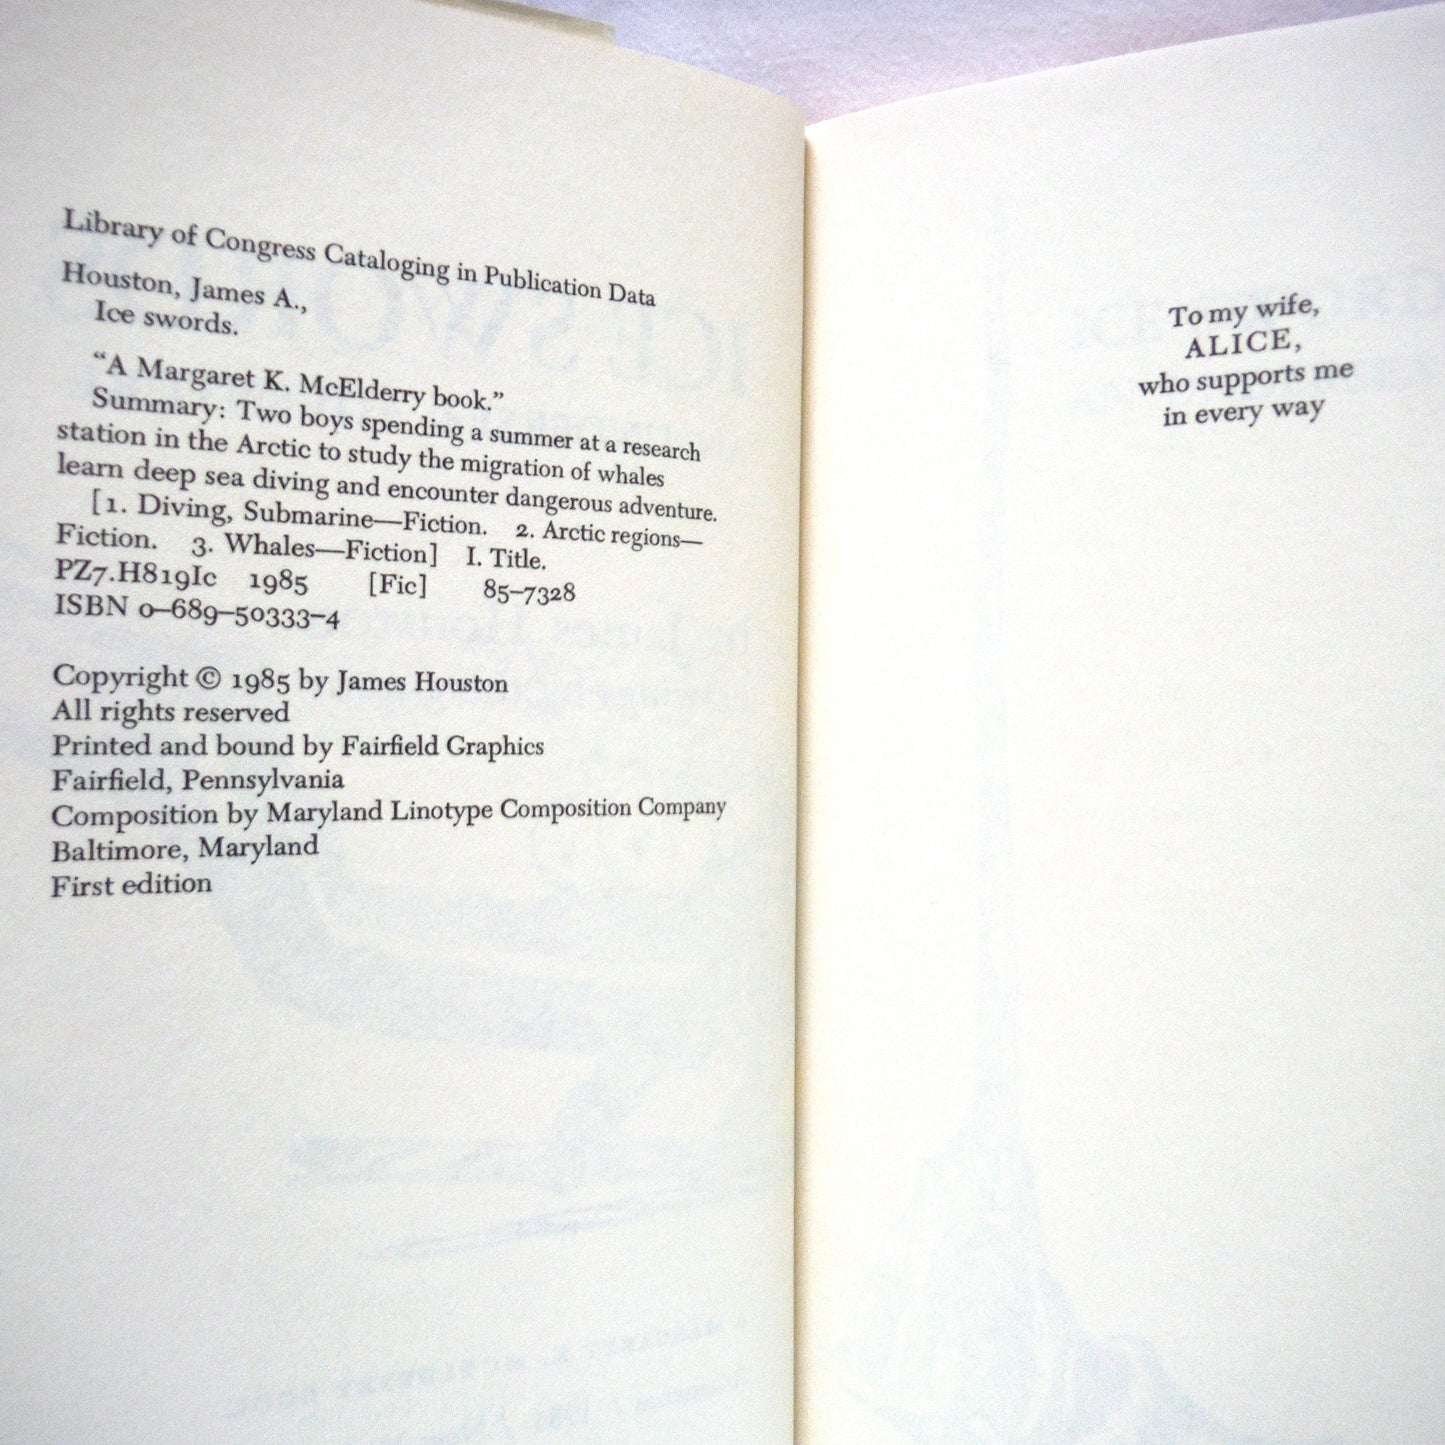 Library of Congress Cataloging in Publication Data
Houston, James A.,
Ice swords.
“A Margaret K. McElderry book.”
Summary: Two boys spending a summer at a research
station in the Arctic to study the migration of whales
learn deep sea diving and encounter dangerous adventure.
[1. Diving, Submarine—Fiction. 2. Arctic regions—
Fiction. 3. Whales—Fiction] I. Title.
PZ7.H819Ic 1985 [Fic] 85–7328
ISBN 0–689–50333–4
Copyright © 1985 by James Houston
All rights reserved
Printed and bound by Fairfield Graphics
Fairfield, Pennsylvania
Composition by Maryland Linotype Composition Company
Baltimore, Maryland
First edition
To my wife,
ALICE,
who supports me
in every way